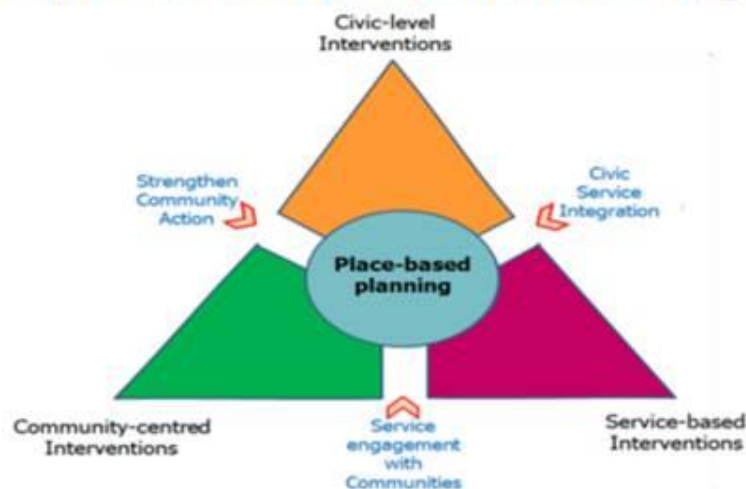 Civic-level
Interventions
Strengthen
Community
Action
Civic
Service
Integration
Place-based
planning
Community-centred
Interventions
Service
engagement
with
Communities
Service-based
Interventions